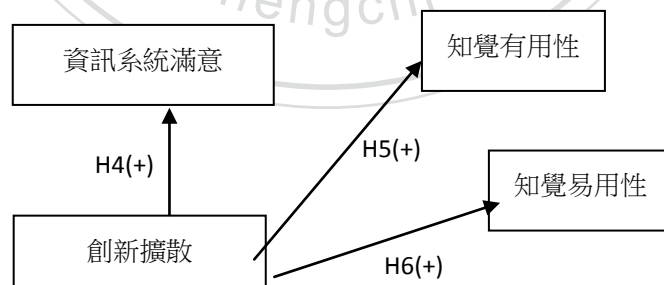 資訊系統滿意
知覺有用性
H4(+)
H5(+)
知覺易用性
創新擴散
H6(+)